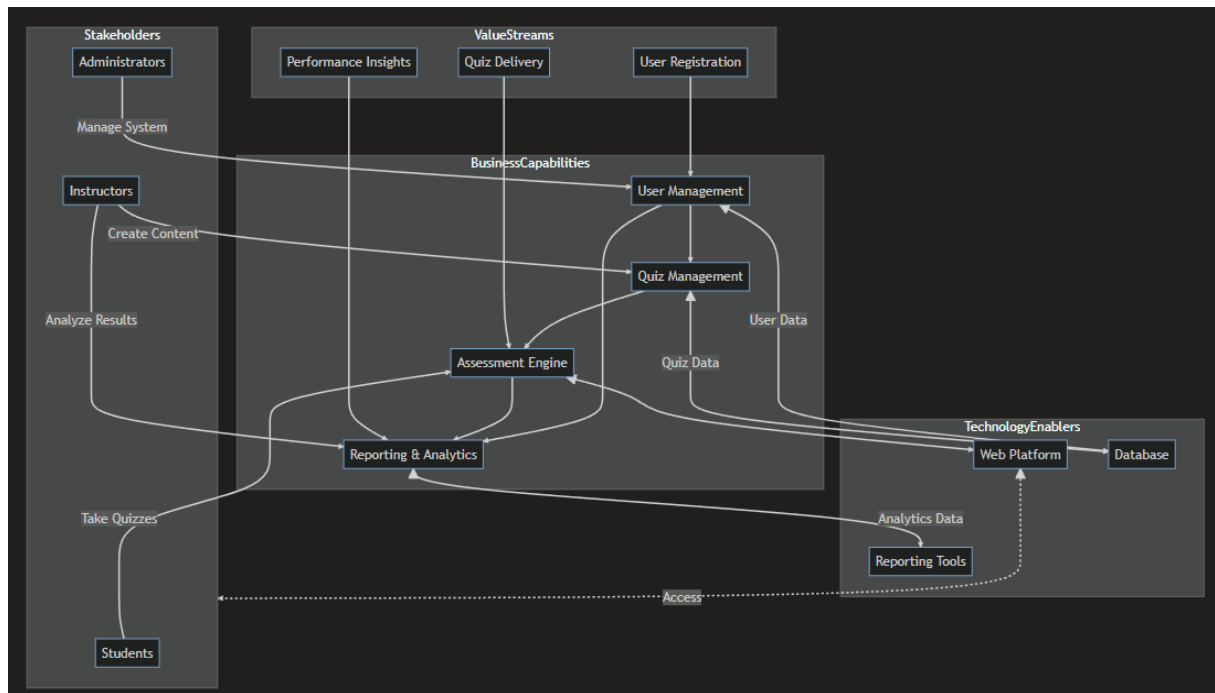 Stakeholders
ValueStreams
Administrators
Performance Insights
Quiz Delivery
User Registration
Manage System
BusinessCapabilities
Instructors
User Management
Create Content
Quiz Management
Analyze Results
User Data
Assessment Engine
Quiz Data
TechnologyEnablers
Reporting & Analytics
Web Platform
Database
Take Quizzes
Analytics Data
Reporting Tools
Access
Students